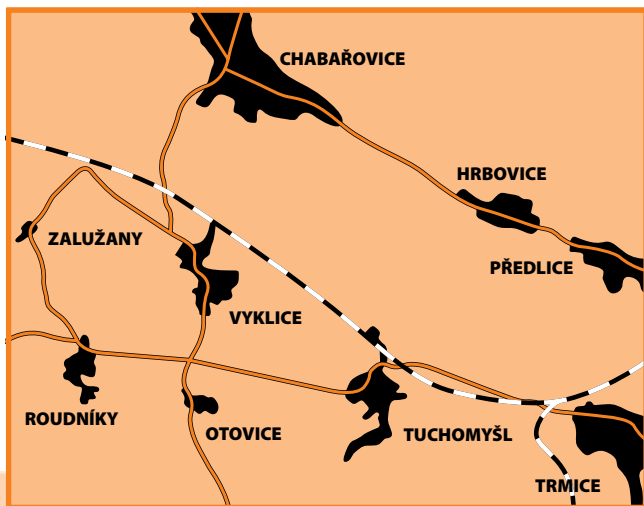 CHABAŘOVICE
HRBOVICE
ZALUŽANY
PŘEDLICE
VYKLICE
ROUDNÍKY
OTOVICE
TUCHOMYŠL
TRMICE